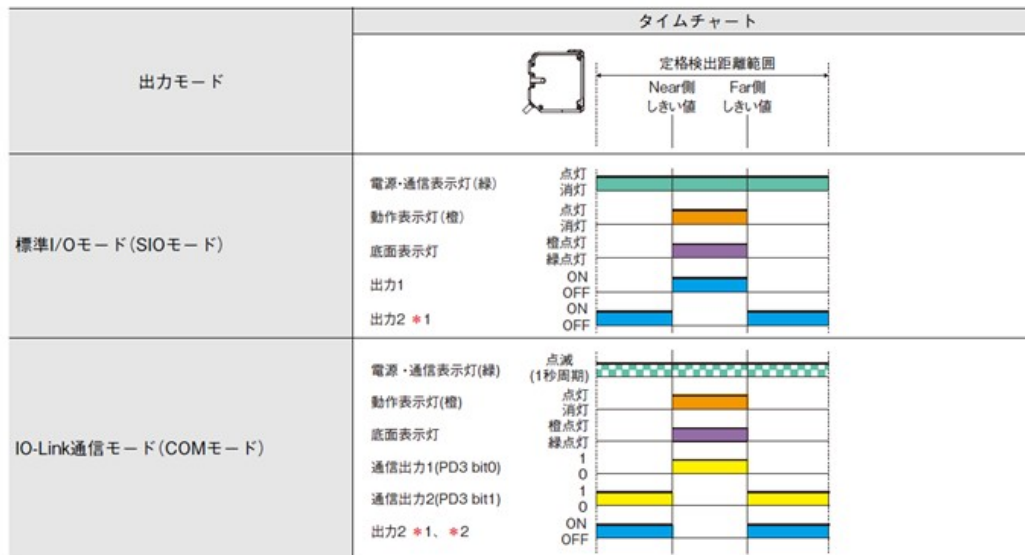 タイムチャート
出力モード
定格検出距離範囲
Near側
しきい値
Far側
しきい値
標準I/Oモード(SIOモード)
電源・通信表示灯(緑)
点灯
消灯
動作表示灯(橙)
点灯
消灯
底面表示灯
橙点灯
緑点灯
出力1
ON
OFF
出力2 *1
ON
OFF
IO-Link通信モード(COMモード)
電源・通信表示灯(緑)
点滅
(1秒周期)
動作表示灯(橙)
点灯
消灯
底面表示灯
橙点灯
緑点灯
通信出力1(PD3 bit0)
1
0
通信出力2(PD3 bit1)
1
0
出力2 *1、*2
ON
OFF